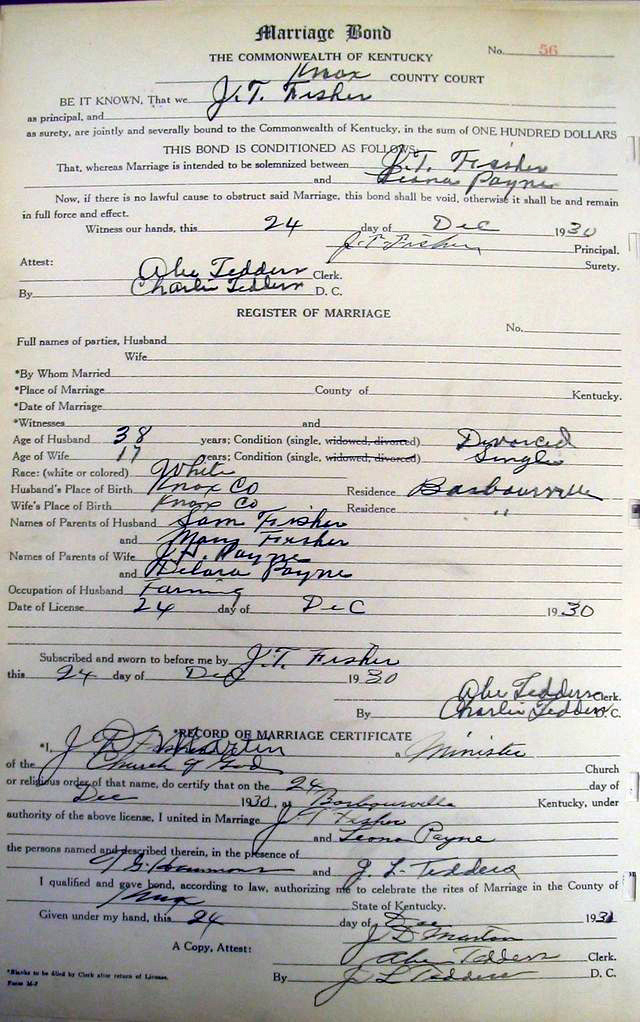 Marriage Bond
No. 56
THE COMMONWEALTH OF KENTUCKY
Knox COUNTY COURT
BE IT KNOWN, That we J. T. Fisher
as principal, and
as surety, are jointly and severally bound to the Commonwealth of Kentucky, in the sum of ONE HUNDRED DOLLARS
THIS BOND IS CONDITIONED AS FOLLOWS:
That, whereas Marriage is intended to be solemnized between J. T. Fisher
and Leona Payne
Now, if there is no lawful cause to obstruct said Marriage, this bond shall be void, otherwise it shall be and remain
in full force and effect.
Witness our hands, this 24 day of Dec 1930
J. T. Fisher Principal.
Attest: Surety.
Abe Tedders Clerk.
By Charlie Tedders D. C.
REGISTER OF MARRIAGE
No.
Full names of parties, Husband
Wife
*By Whom Married
*Place of Marriage County of Kentucky.
*Date of Marriage
*Witnesses and
Age of Husband 38 years; Condition (single, widowed, divorced) Divorced
Age of Wife 17 years; Condition (single, widowed, divorced) Single
Race: (white or colored) White
Husband's Place of Birth Knox Co Residence Barbourville
Wife's Place of Birth Knox Co Residence "
Names of Parents of Husband Sam Fisher
and Mary Fisher
Names of Parents of Wife J. H. Payne
and Delora Payne
Occupation of Husband Farming
Date of License 24 day of Dec 1930
Subscribed and sworn to before me by J. T. Fisher
this 24 day of Dec 1930
Abe Tedders Clerk.
By Charlie Tedders D. C.
*RECORD OF MARRIAGE CERTIFICATE
*I, J D Martin a Minister
of the Church of God Church
or religious order of that name, do certify that on the 24 day of
Dec 1930, at Barbourville Kentucky, under
authority of the above license, I united in Marriage J T Fisher
and Leona Payne
the persons named and described therein, in the presence of
and J. L. Tedders
I qualified and gave bond, according to law, authorizing me to celebrate the rites of Marriage in the County of
Knox State of Kentucky.
Given under my hand, this 24 day of Dec 1930
J D Martin
A Copy, Attest: Abe Tedders Clerk.
By J L Tedders D. C.
*Blanks to be filled by Clerk after return of License.
Form M-7